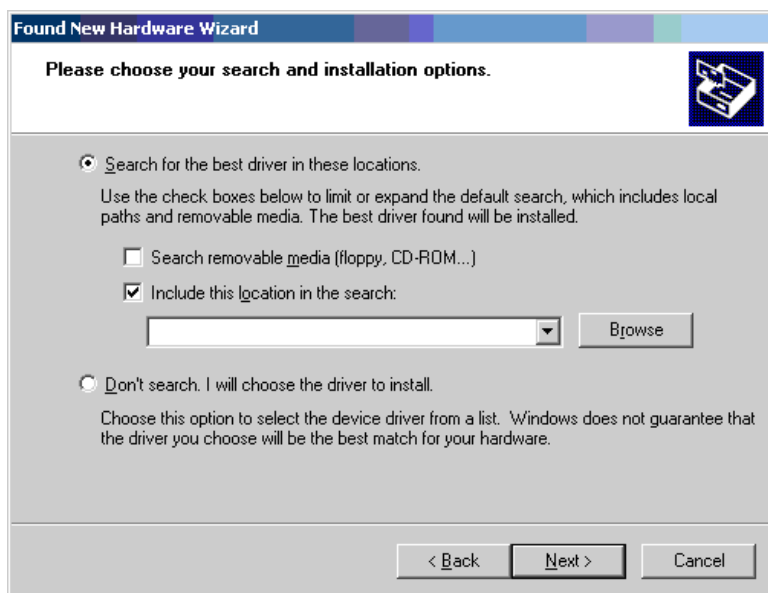 Found New Hardware Wizard
Please choose your search and installation options.
Search for the best driver in these locations.
Use the check boxes below to limit or expand the default search, which includes local
paths and removable media. The best driver found will be installed.
Search removable media (floppy, CD-ROM...)
Include this location in the search:
Browse
Don't search. I will choose the driver to install.
Choose this option to select the device driver from a list.  Windows does not guarantee that
the driver you choose will be the best match for your hardware.
< Back
Next >
Cancel